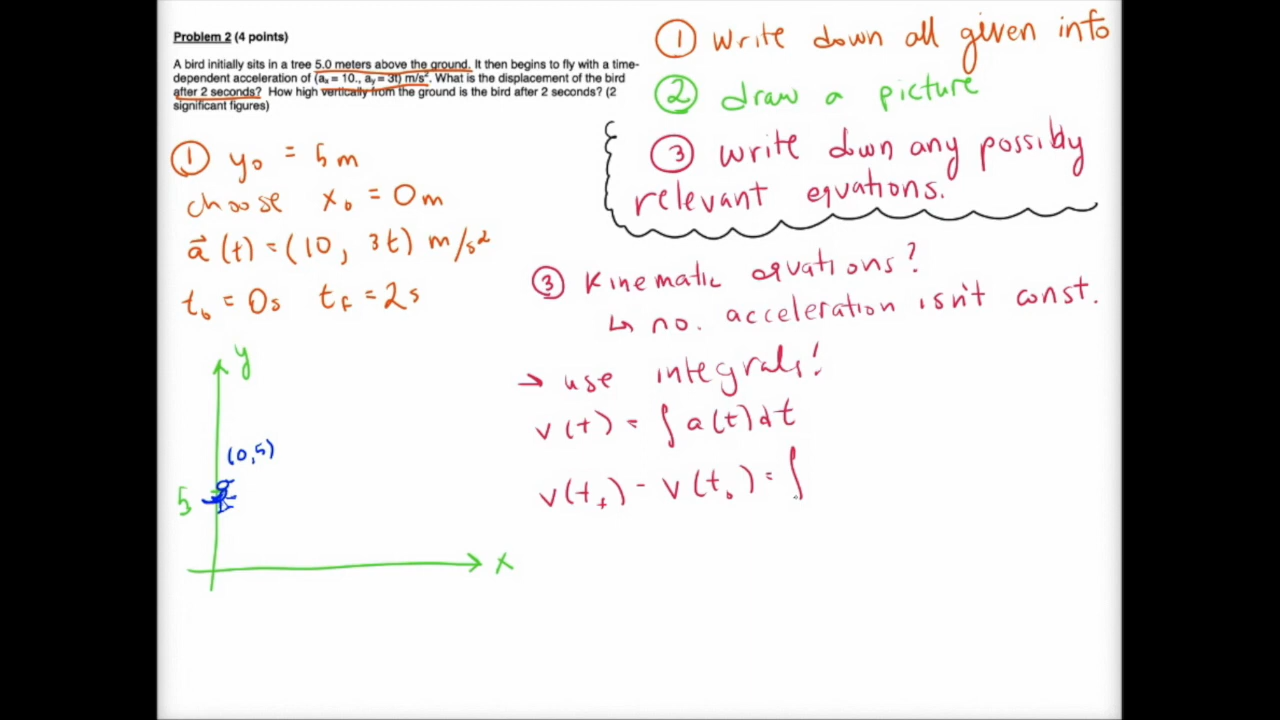 Problem 2 (4 points)
A bird initially sits in a tree 5.0 meters above the ground. It then begins to fly with a time-
dependent acceleration of (aₓ = 10., aᵧ = 3t) m/s². What is the displacement of the bird
after 2 seconds? How high vertically from the ground is the bird after 2 seconds? (2
significant figures)
① Write down all given info
② draw a picture
③ Write down any possibly
relevant equations.
① y₀ = 5m
choose x₀ = 0m
a⃗(t) = (10, 3t) m/s²
t₀ = 0s t_f = 2s
y
(0,5)
5
x
③ Kinematic equations?
↳ no. acceleration isn't const.
→ use integrals!
v(t) = ∫ a(t)dt
v(t_f) - v(t₀) = ∫